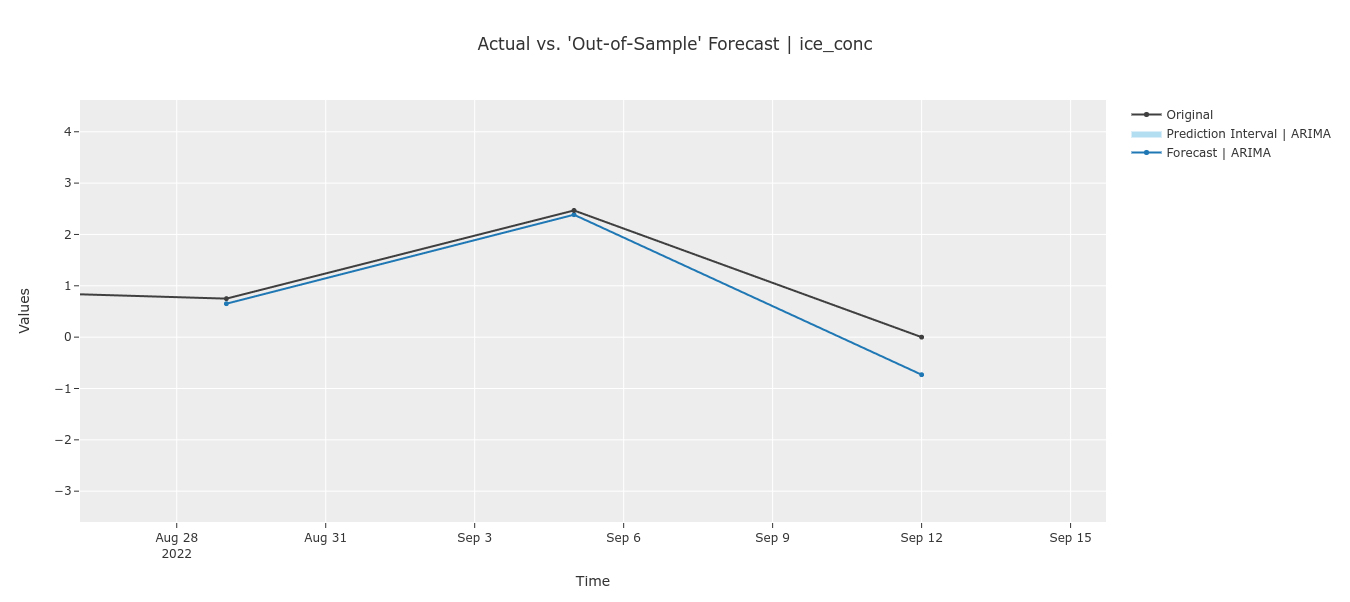 Actual vs. 'Out-of-Sample' Forecast | ice_conc
Original
Prediction Interval | ARIMA
Forecast | ARIMA
Values
4
3
2
1
0
−1
−2
−3
Aug 28
2022
Aug 31
Sep 3
Sep 6
Sep 9
Sep 12
Sep 15
Time